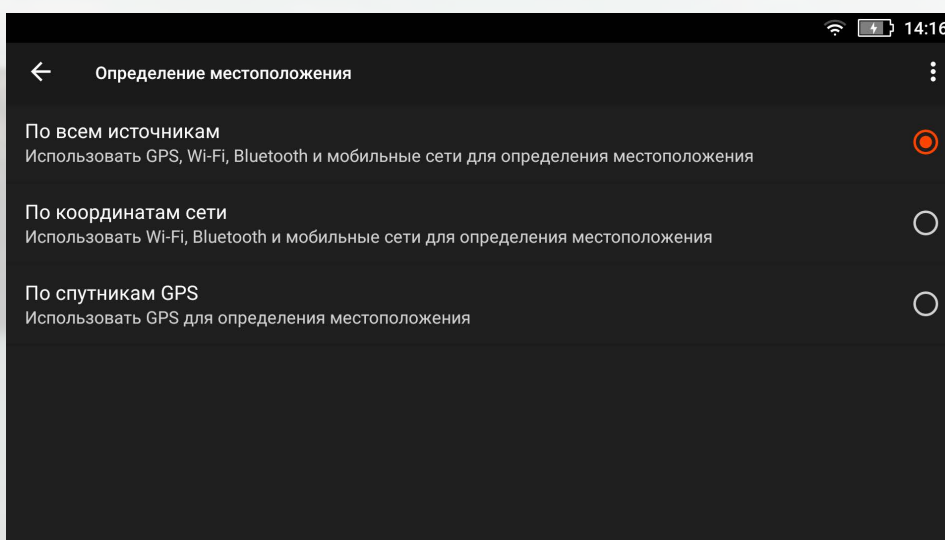 14:16
Определение местоположения
По всем источникам
Использовать GPS, Wi-Fi, Bluetooth и мобильные сети для определения местоположения
По координатам сети
Использовать Wi-Fi, Bluetooth и мобильные сети для определения местоположения
По спутникам GPS
Использовать GPS для определения местоположения